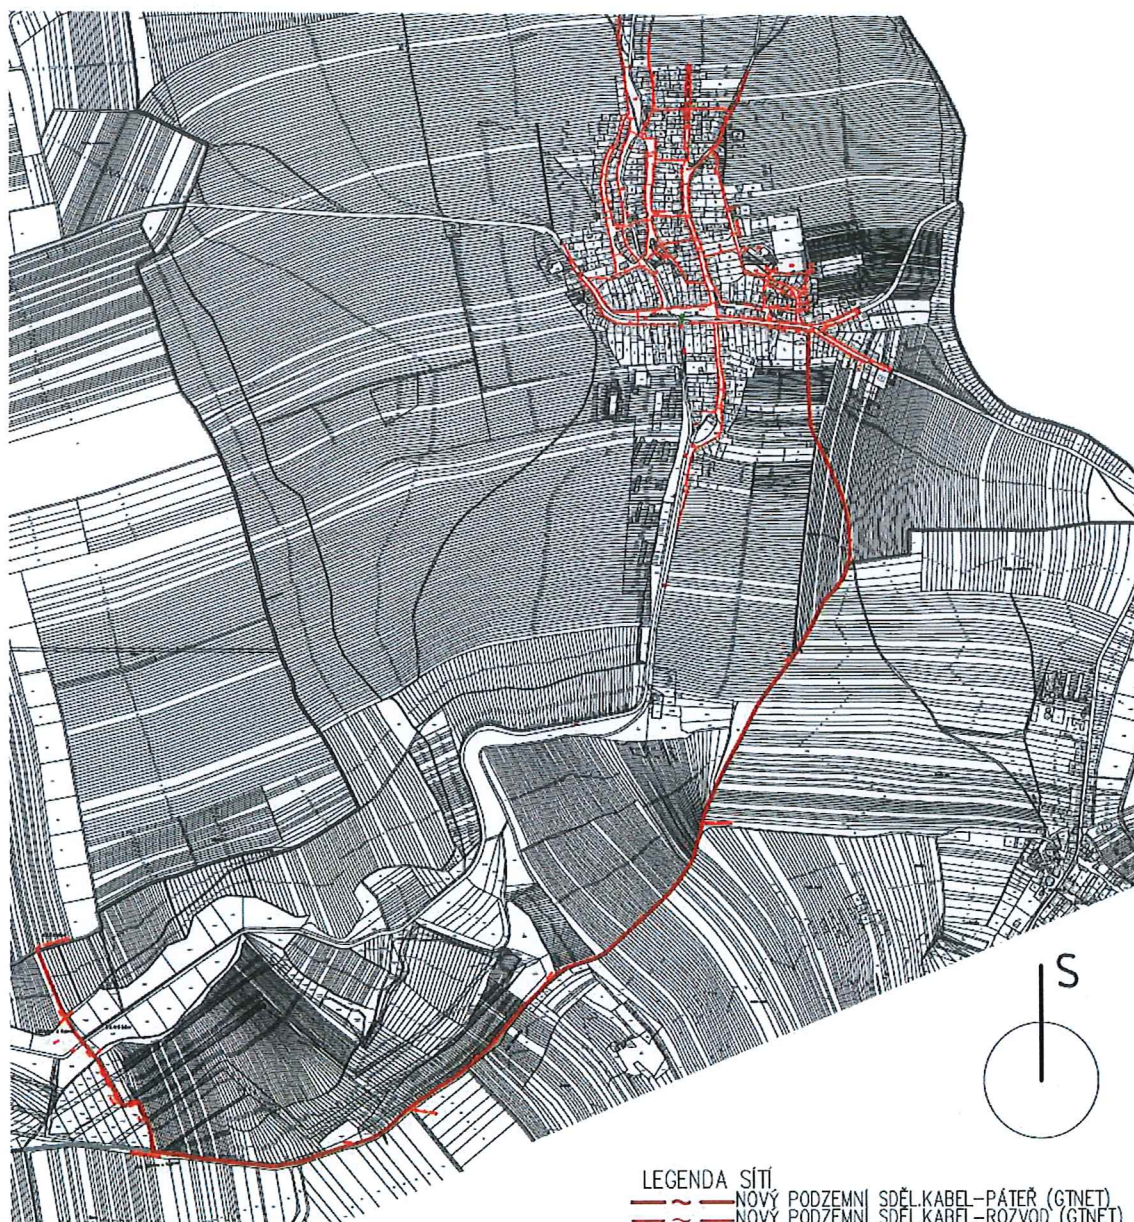 S
LEGENDA SÍTÍ
NOVÝ PODZEMNÍ SDĚL.KABEL-PÁTEŘ (GTNET)
NOVÝ PODZEMNÍ SDĚL.KABEL-ROZVOD (GTNET)